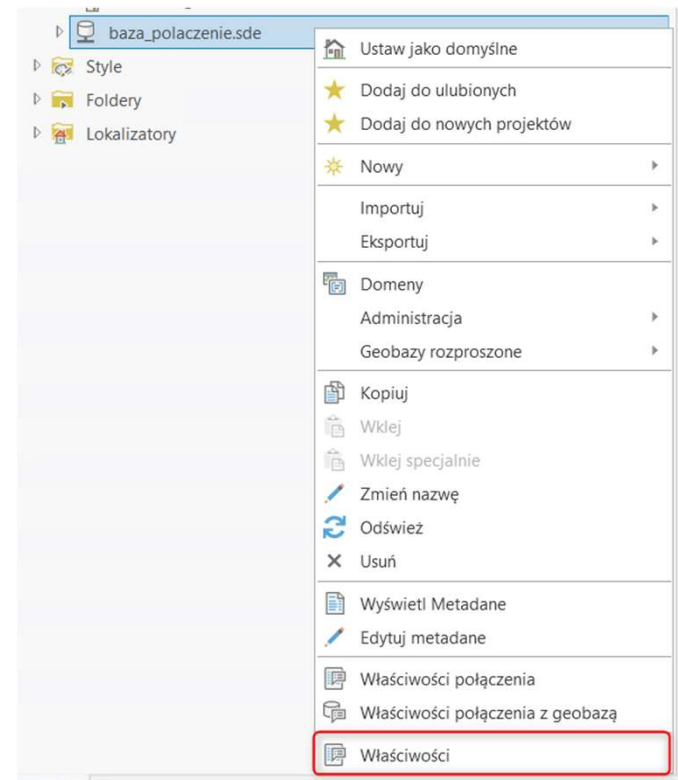 baza_polaczenie.sde
Ustaw jako domyślne
Style
Dodaj do ulubionych
Foldery
Dodaj do nowych projektów
Lokalizatory
Nowy
Importuj
Eksportuj
Domeny
Administracja
Geobazy rozproszone
Kopiuj
Wklej
Wklej specjalnie
Zmień nazwę
Odśwież
Usuń
Wyświetl Metadane
Edytuj metadane
Właściwości połączenia
Właściwości połączenia z geobazą
Właściwości